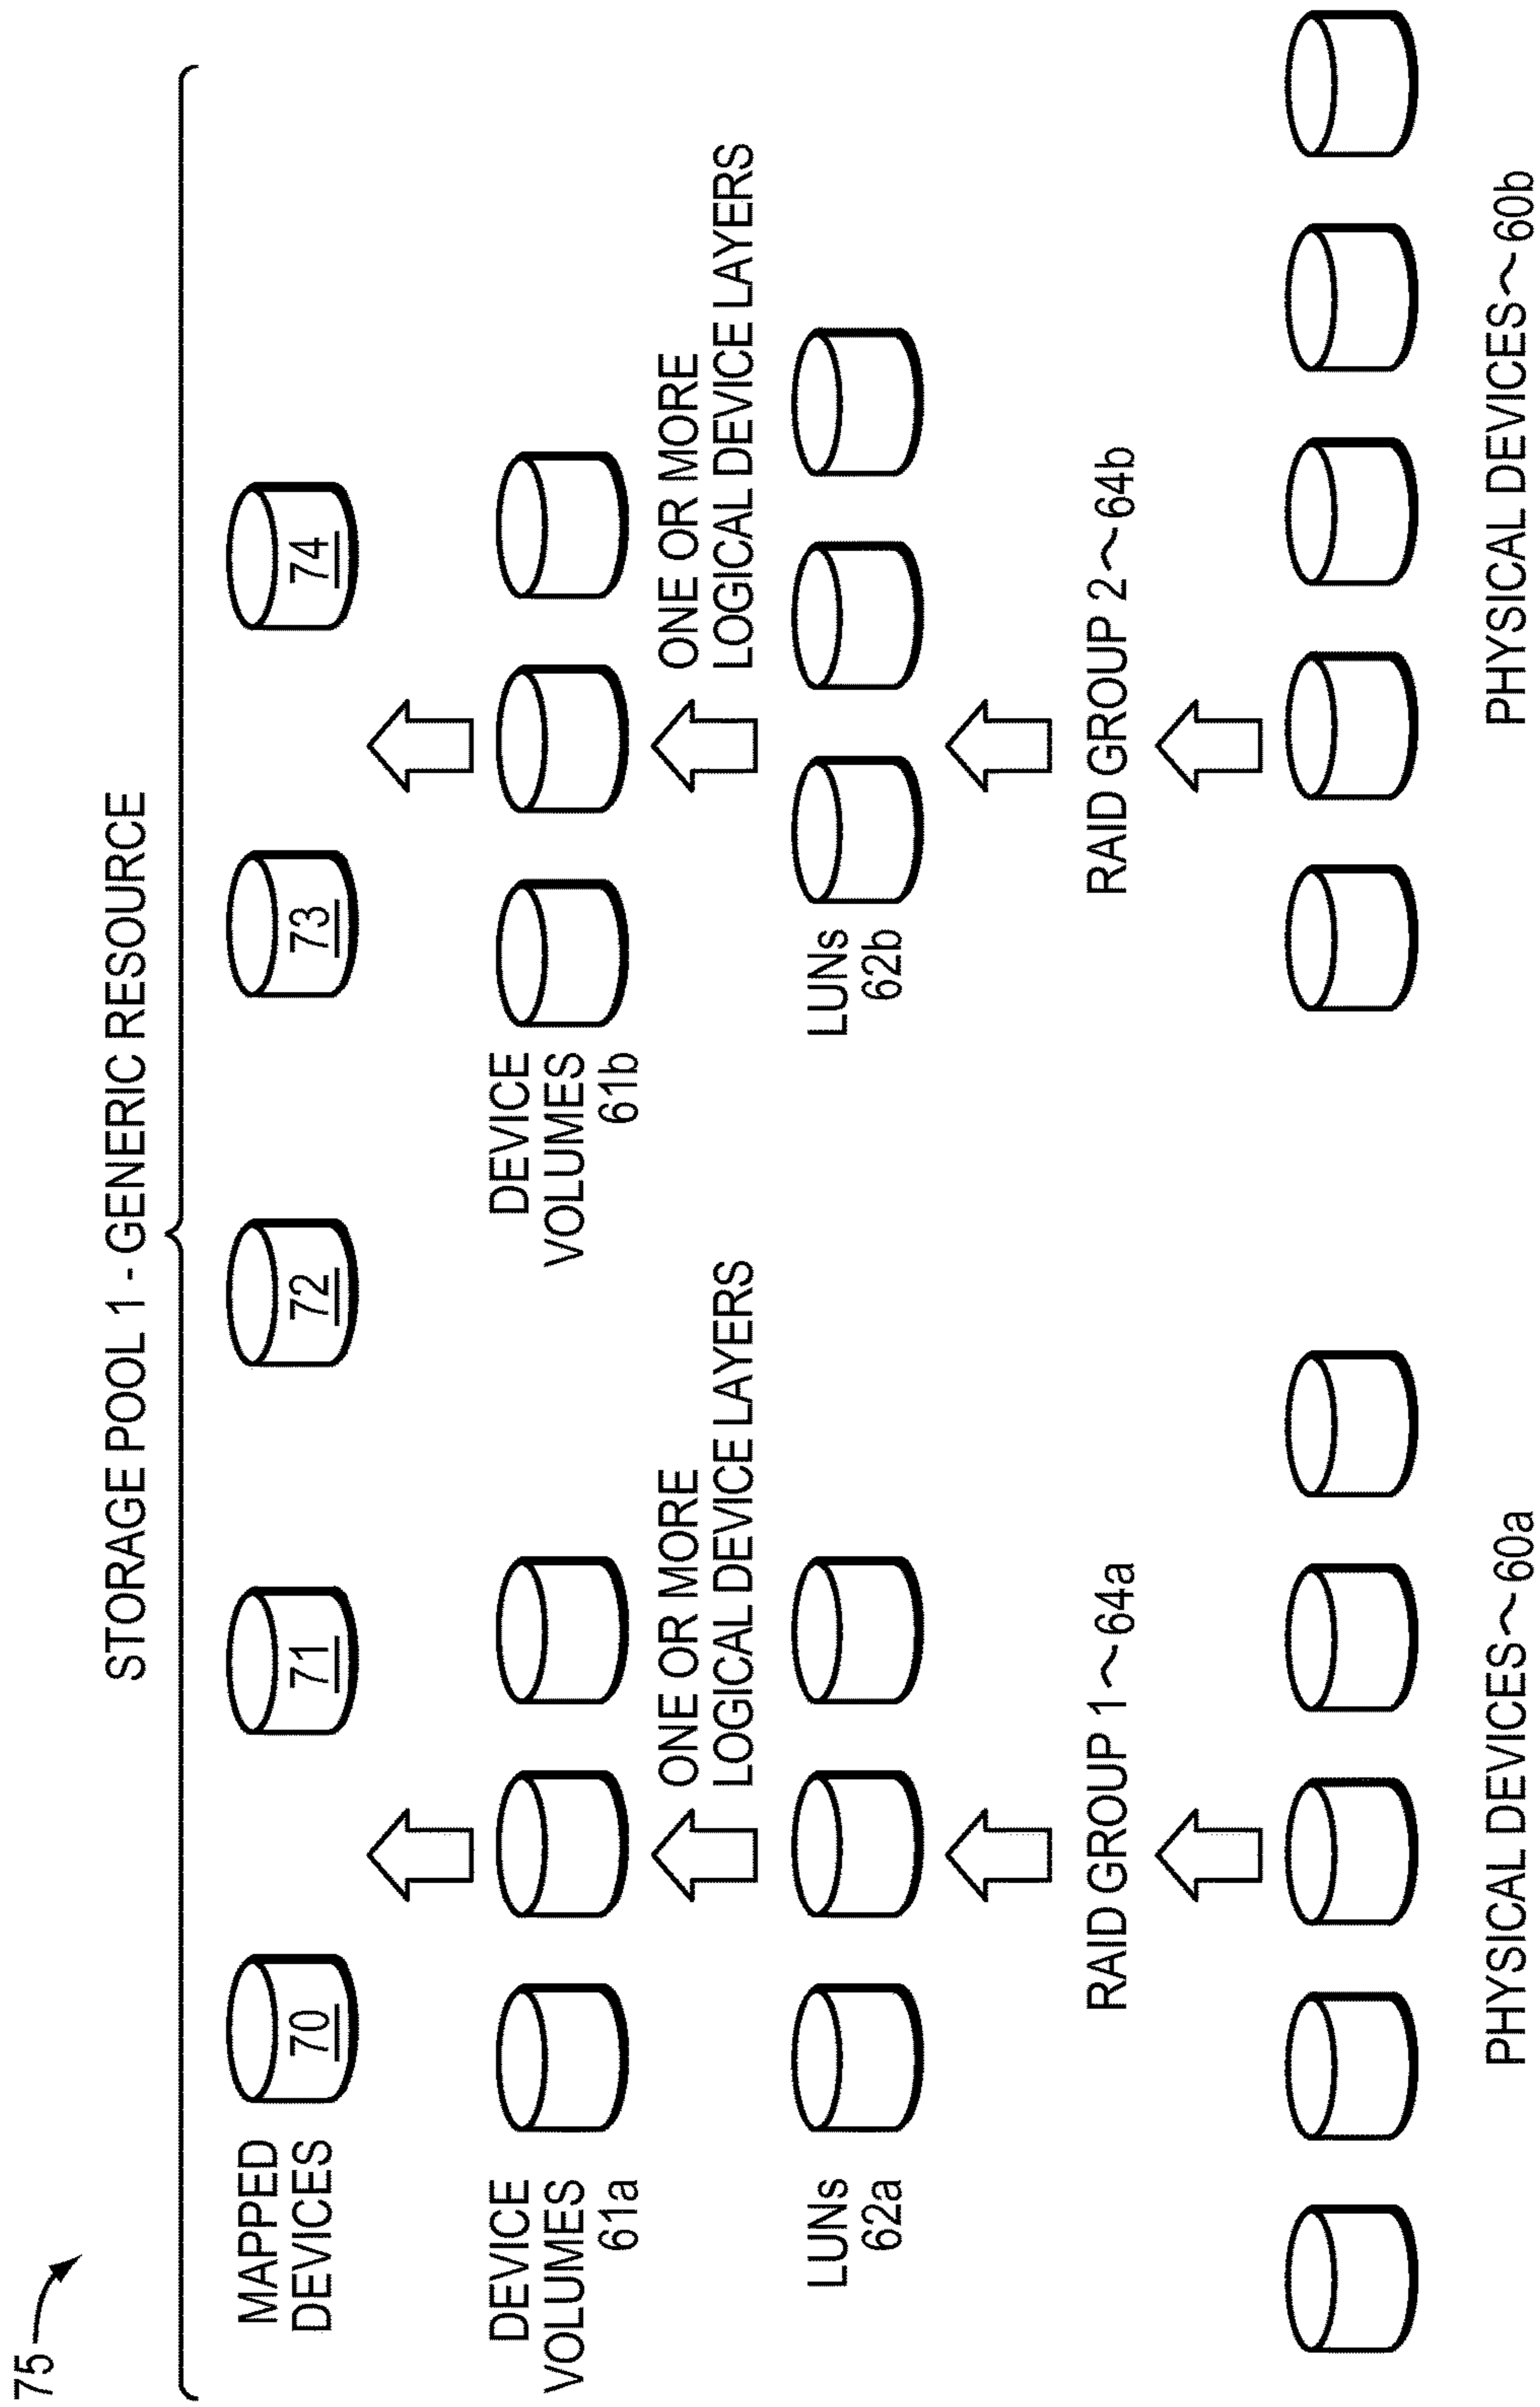 75
STORAGE POOL 1 - GENERIC RESOURCE
MAPPED
DEVICES
70
71
72
73
74
DEVICE
VOLUMES
61a
DEVICE
VOLUMES
61b
ONE OR MORE
LOGICAL DEVICE LAYERS
ONE OR MORE
LOGICAL DEVICE LAYERS
LUNs
62a
LUNs
62b
RAID GROUP 1~64a
RAID GROUP 2~64b
PHYSICAL DEVICES~60a
PHYSICAL DEVICES~60b